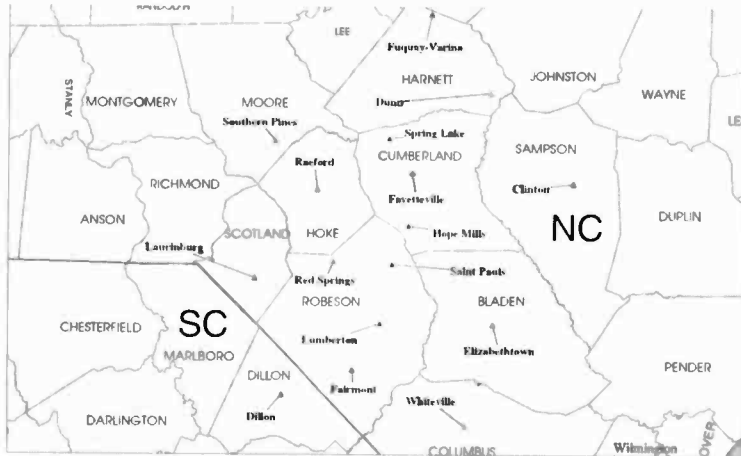 RANDOLPH
LEE
Fuquay-Varina
HARNETT
JOHNSTON
WAYNE
STANLY
MONTGOMERY
MOORE
Southern Pines
Dunn
Spring Lake
CUMBERLAND
SAMPSON
Raeford
RICHMOND
Clinton
Fayetteville
DUPLIN
ANSON
SCOTLAND
HOKE
Hope Mills
NC
Laurinburg
Red Springs
Saint Pauls
ROBESON
BLADEN
SC
CHESTERFIELD
MARLBORO
Lumberton
Elizabethtown
PENDER
DILLON
Fairmont
Dillon
Whiteville
DARLINGTON
COLUMBUS
Wilmington